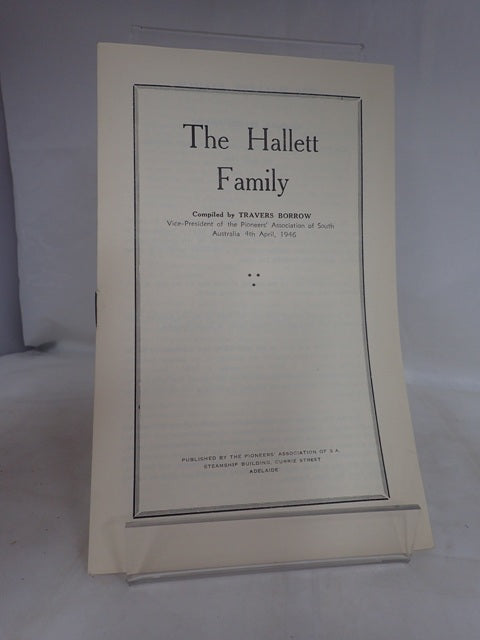 The Hallett
Family
Compiled by TRAVERS BORROW
Vice-President of the Pioneers' Association of South
Australia 4th April, 1946
PUBLISHED BY THE PIONEERS' ASSOCIATION OF S.A.
STEAMSHIP BUILDING, CURRIE STREET
ADELAIDE